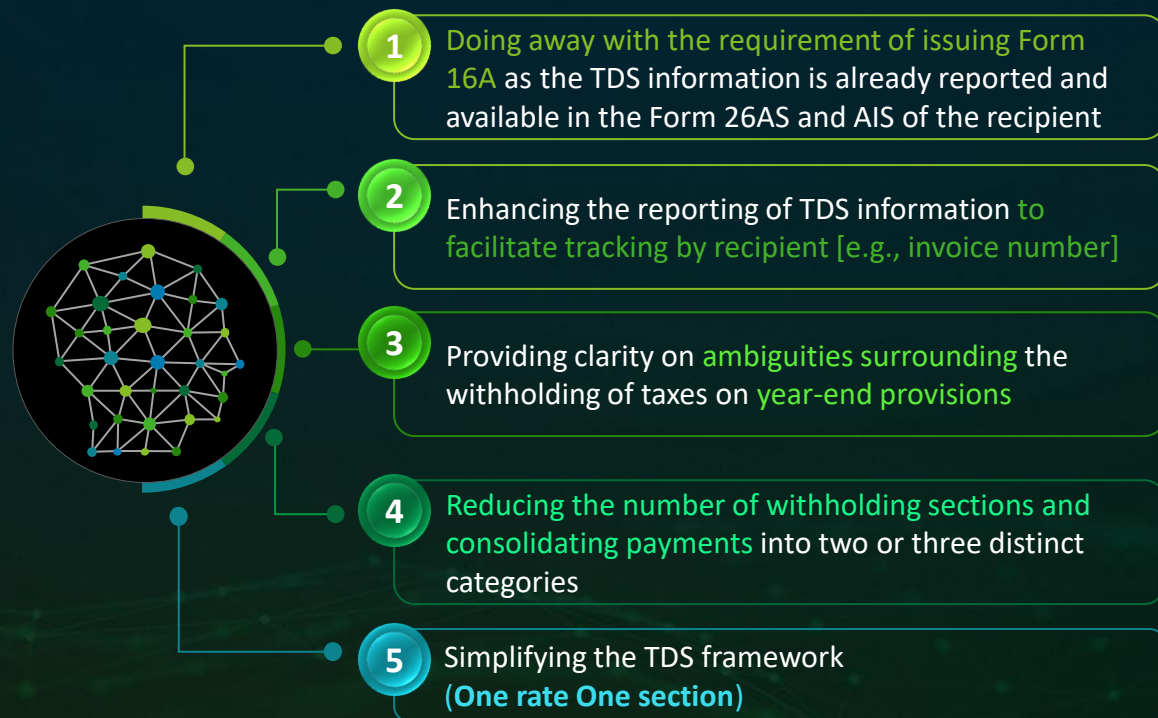 1
Doing away with the requirement of issuing Form
16A as the TDS information is already reported and
available in the Form 26AS and AIS of the recipient
2
Enhancing the reporting of TDS information to
facilitate tracking by recipient [e.g., invoice number]
3
Providing clarity on ambiguities surrounding the
withholding of taxes on year-end provisions
4
Reducing the number of withholding sections and
consolidating payments into two or three distinct
categories
5
Simplifying the TDS framework
(One rate One section)